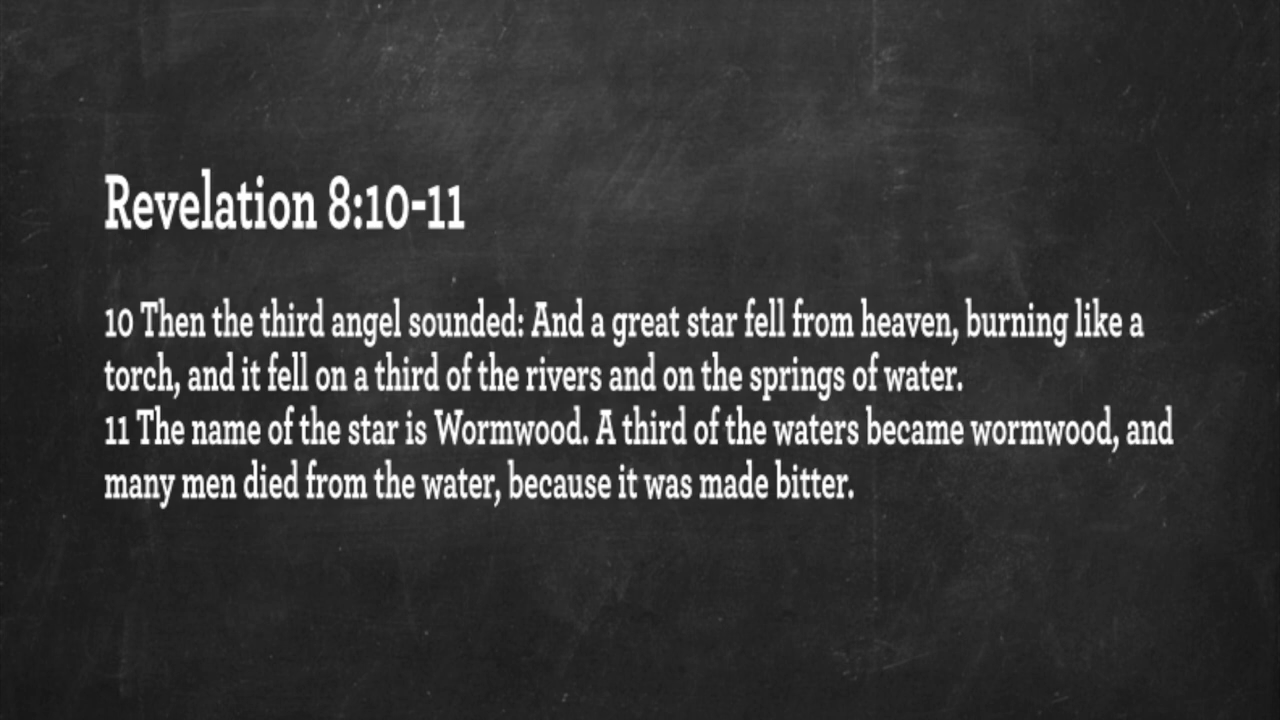 Revelation 8:10-11
10 Then the third angel sounded: And a great star fell from heaven, burning like a
torch, and it fell on a third of the rivers and on the springs of water.
11 The name of the star is Wormwood. A third of the waters became wormwood, and
many men died from the water, because it was made bitter.